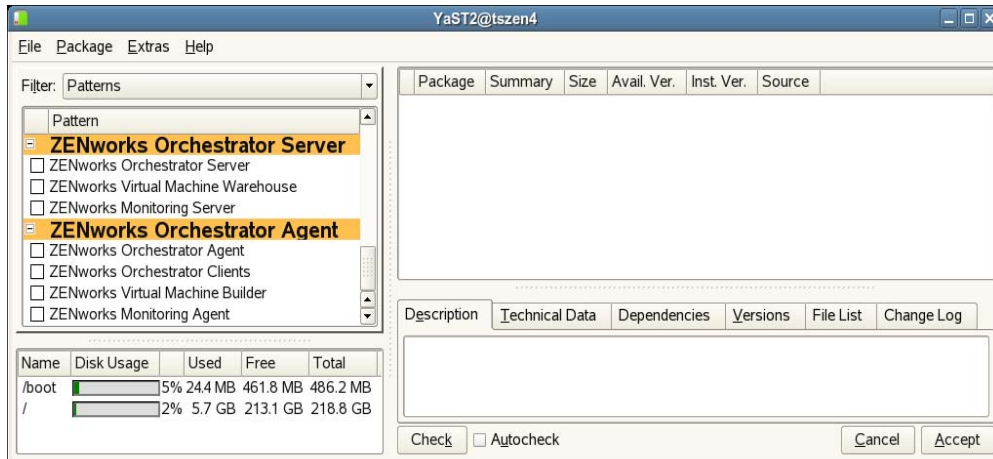 YaST2@tszen4
File Package Extras Help
Filter: Patterns
Pattern
ZENworks Orchestrator Server
ZENworks Orchestrator Server
ZENworks Virtual Machine Warehouse
ZENworks Monitoring Server
ZENworks Orchestrator Agent
ZENworks Orchestrator Agent
ZENworks Orchestrator Clients
ZENworks Virtual Machine Builder
ZENworks Monitoring Agent
Name Disk Usage Used Free Total
/boot 5% 24.4 MB 461.8 MB 486.2 MB
/ 2% 5.7 GB 213.1 GB 218.8 GB
Package Summary Size Avail. Ver. Inst. Ver. Source
Description Technical Data Dependencies Versions File List Change Log
Check Autocheck Cancel Accept